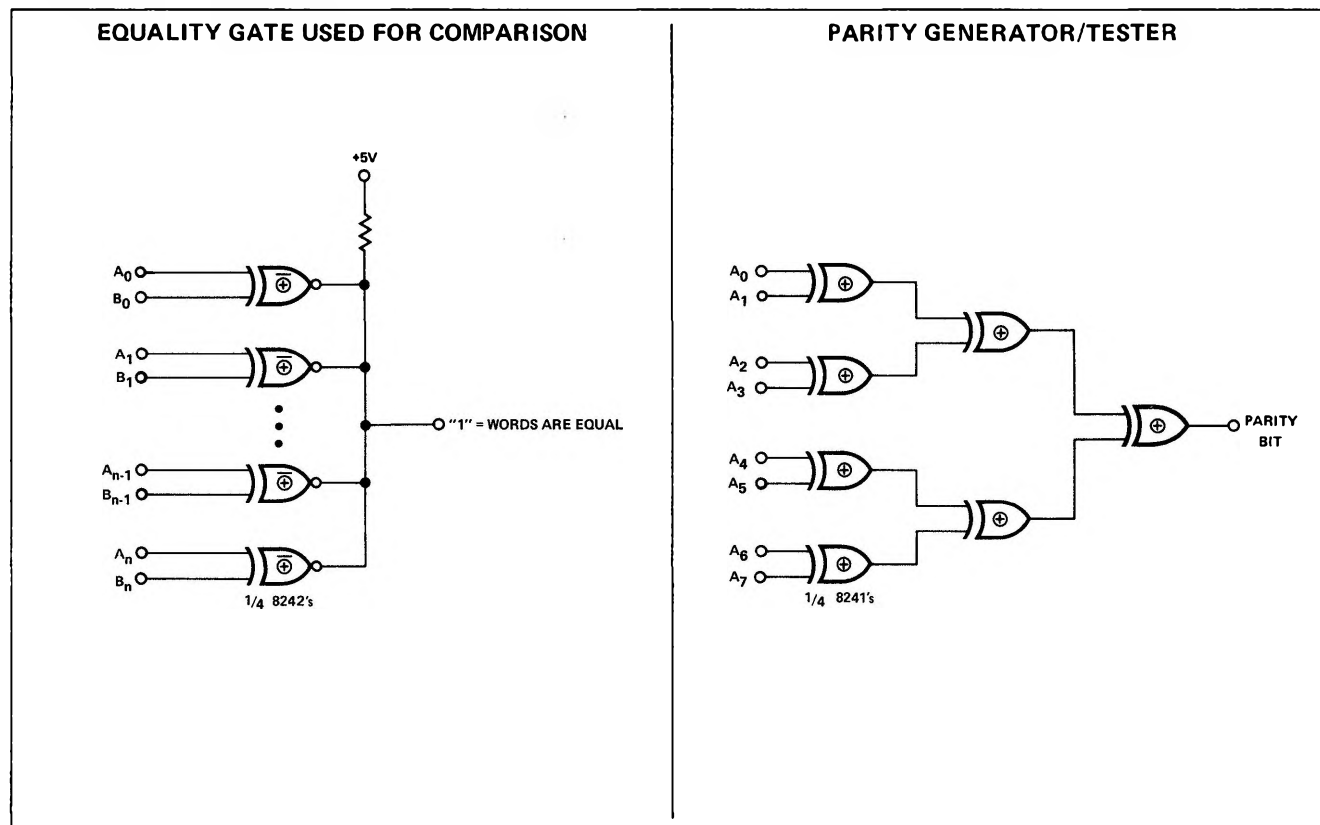 EQUALITY GATE USED FOR COMPARISON
+5V
A0
B0
A1
B1
"1" = WORDS ARE EQUAL
An-1
Bn-1
An
Bn
1/4 8242's
PARITY GENERATOR/TESTER
A0
A1
A2
A3
PARITY
BIT
A4
A5
A6
A7
1/4 8241's